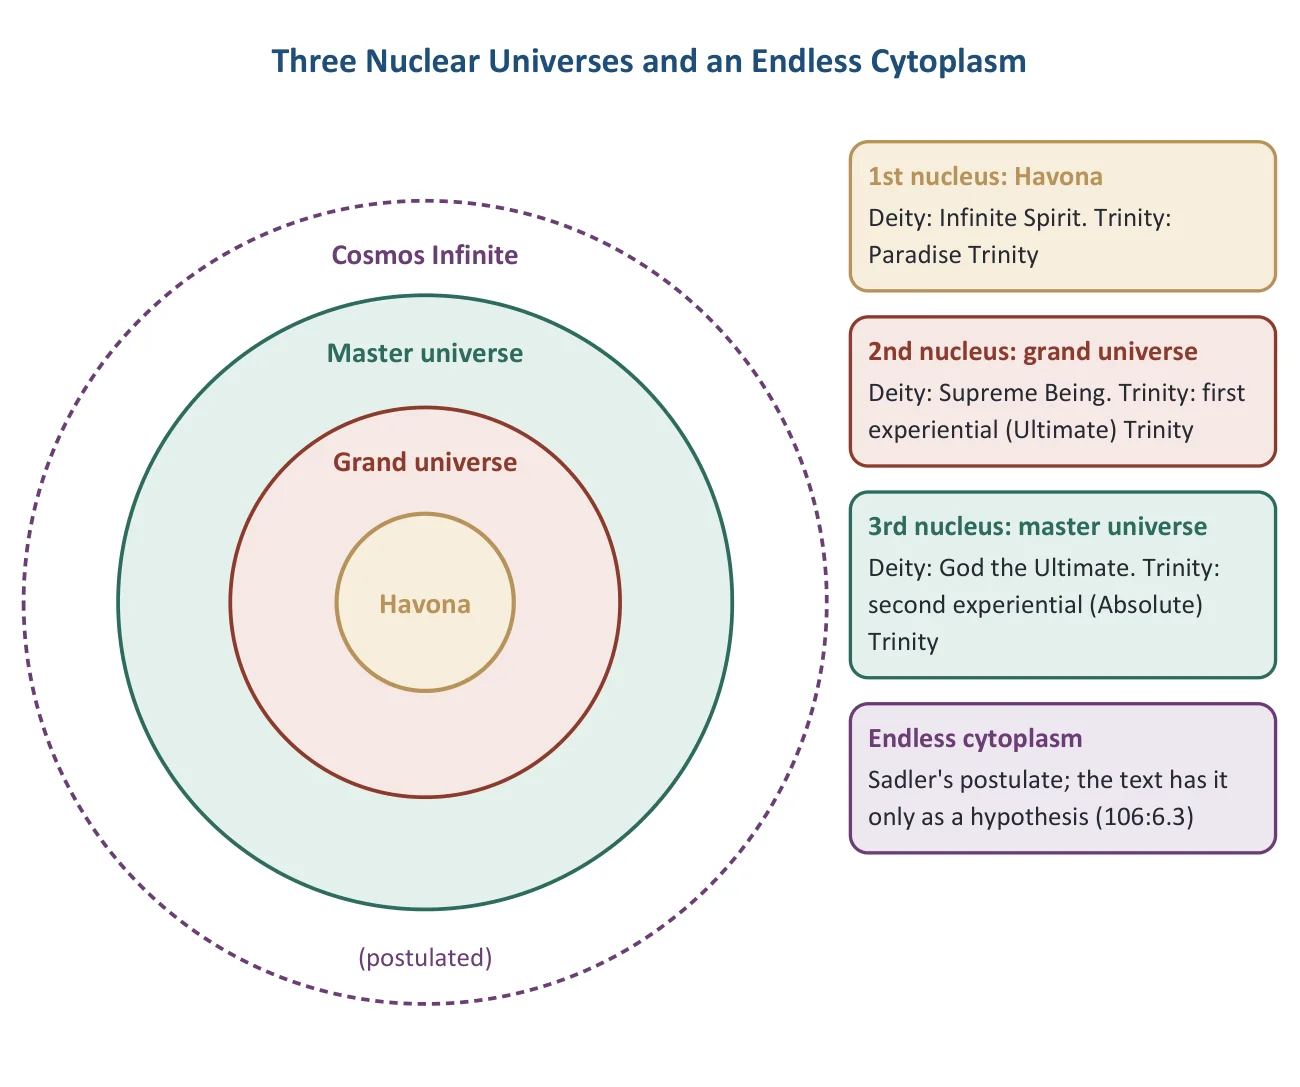 Three Nuclear Universes and an Endless Cytoplasm
Cosmos Infinite
Master universe
Grand universe
Havona
(postulated)
1st nucleus: Havona
Deity: Infinite Spirit. Trinity:
Paradise Trinity
2nd nucleus: grand universe
Deity: Supreme Being. Trinity: first
experiential (Ultimate) Trinity
3rd nucleus: master universe
Deity: God the Ultimate. Trinity:
second experiential (Absolute)
Trinity
Endless cytoplasm
Sadler's postulate; the text has it
only as a hypothesis (106:6.3)